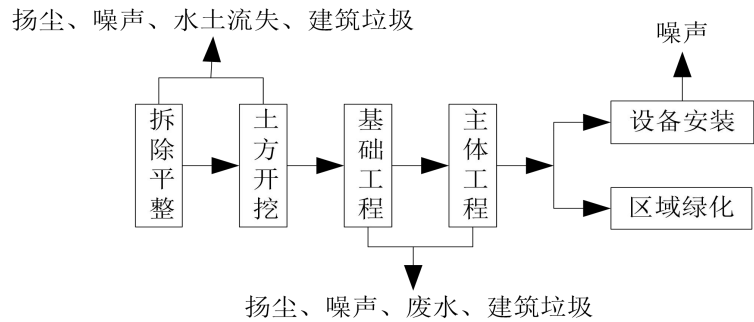 扬尘、噪声、水土流失、建筑垃圾
噪声
拆除平整
土方开挖
基础工程
主体工程
设备安装
区域绿化
扬尘、噪声、废水、建筑垃圾